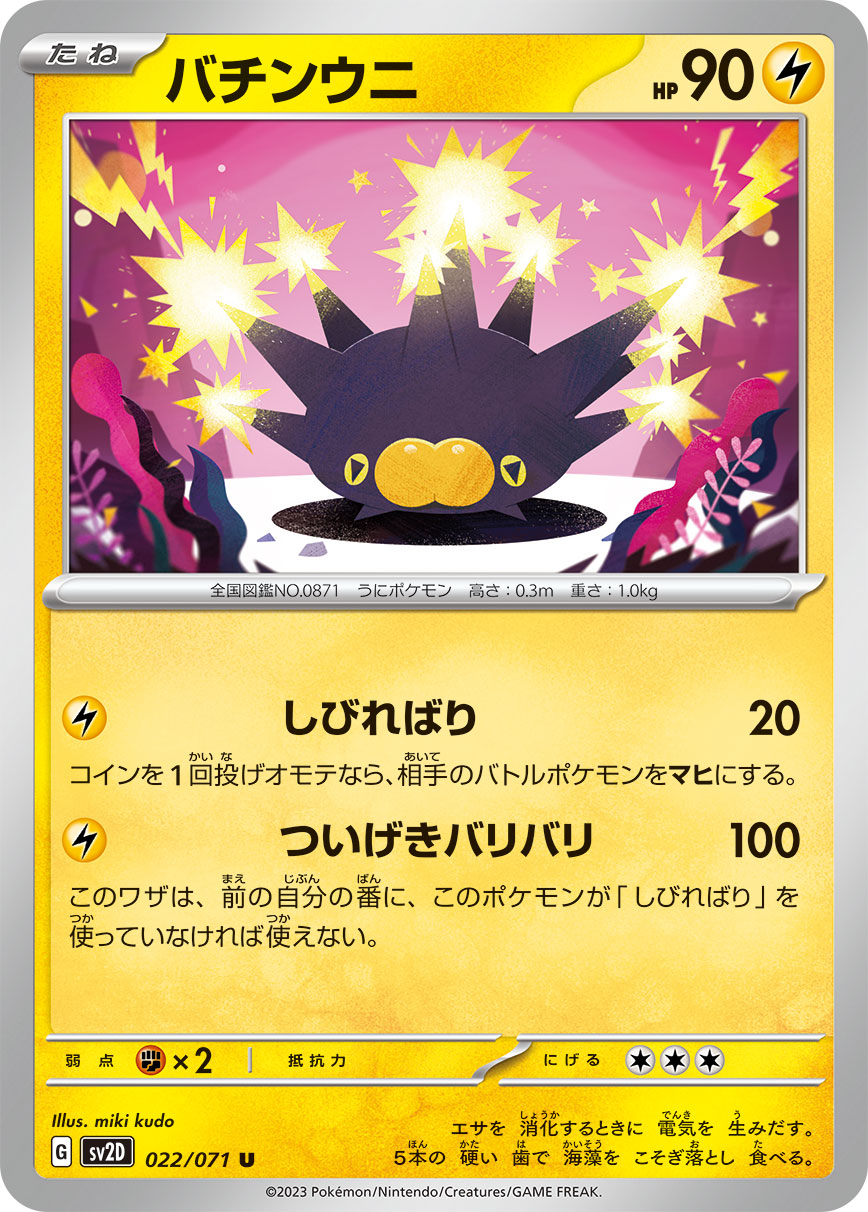 たね バチンウニ HP 90
全国図鑑NO.0871 うにポケモン 高さ:0.3m 重さ:1.0kg
しびればり 20
コインを1回投げオモテなら、相手のバトルポケモンをマヒにする。
ついげきバリバリ 100
このワザは、前の自分の番に、このポケモンが「しびればり」を
使っていなければ使えない。
弱点 ×2 抵抗力 にげる
Illus. miki kudo
G sv2D 022/071 U
エサを 消化するときに 電気を 生みだす。
5本の 硬い 歯で 海藻を こそぎ落とし 食べる。
©2023 Pokémon/Nintendo/Creatures/GAME FREAK.